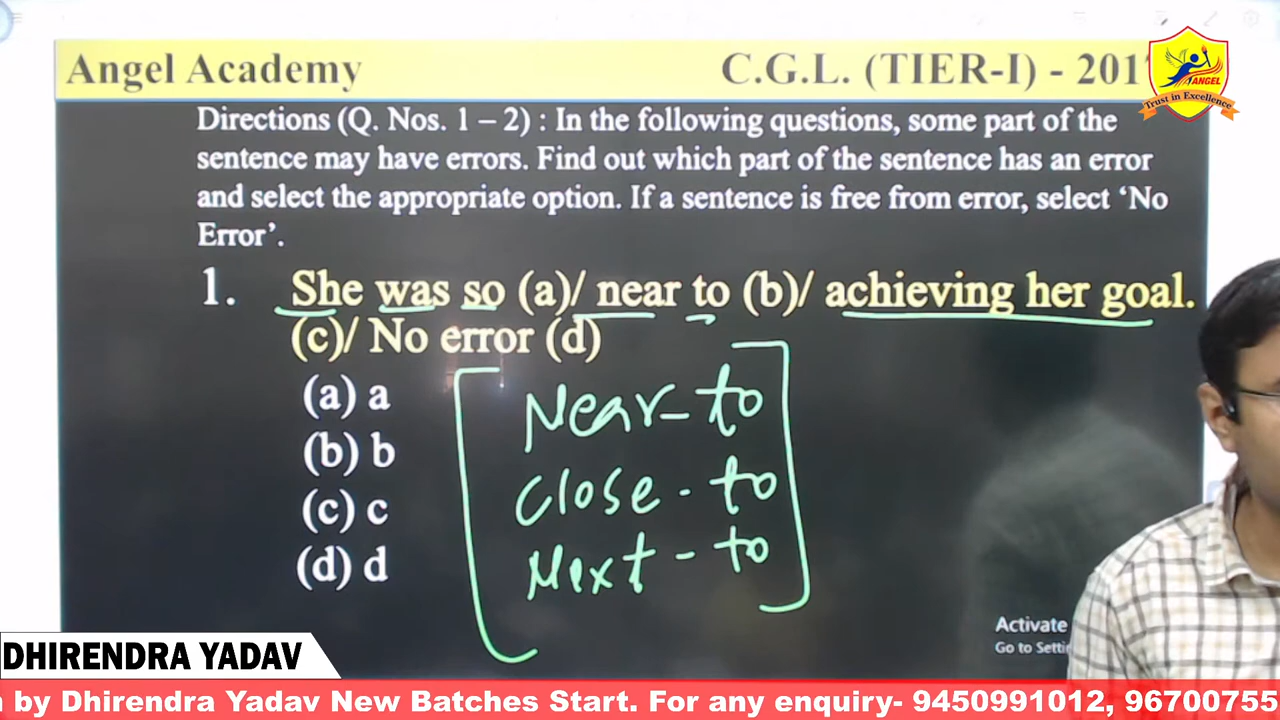 Angel Academy
C.G.L. (TIER-I) - 201
ANGEL
Trust in Excellence
Directions (Q. Nos. 1 – 2) : In the following questions, some part of the
sentence may have errors. Find out which part of the sentence has an error
and select the appropriate option. If a sentence is free from error, select ‘No
Error’.
1. She was so (a)/ near to (b)/ achieving her goal.
(c)/ No error (d)
(a) a
(b) b
(c) c
(d) d
Near - to
Close - to
Next - to
Activate
Go to Setti
DHIRENDRA YADAV
by Dhirendra Yadav New Batches Start. For any enquiry- 9450991012, 96700755